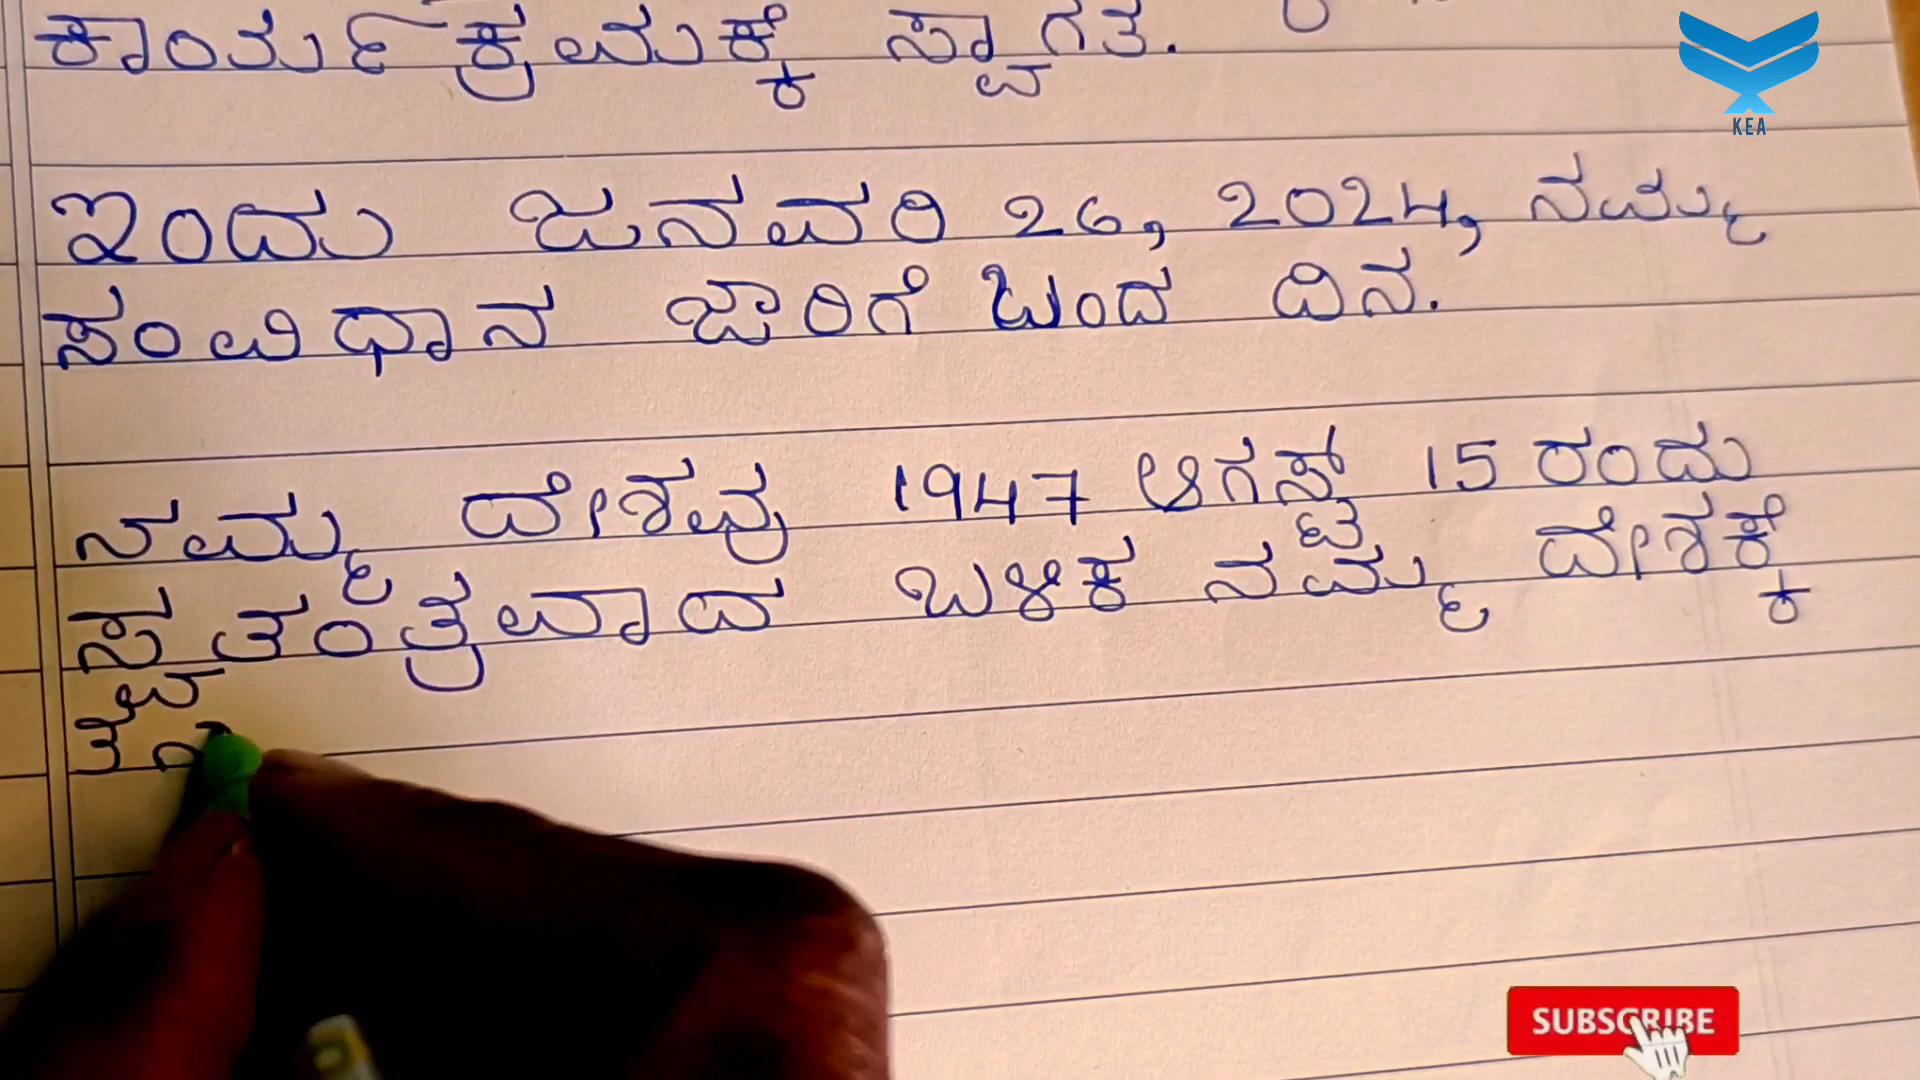 ಕಾರ್ಯಕ್ರಮಕ್ಕೆ ಸ್ವಾಗತ.
KEA
ಇಂದು ಜನವರಿ 26, 2024, ನಮ್ಮ
ಸಂವಿಧಾನ ಜಾರಿಗೆ ಬಂದ ದಿನ.
ನಮ್ಮ ದೇಶವು 1947 ಆಗಸ್ಟ್ 15 ರಂದು
ಸ್ವತಂತ್ರವಾದ ಬಳಿಕ ನಮ್ಮ ದೇಶಕ್ಕೆ
SUBSCRIBE